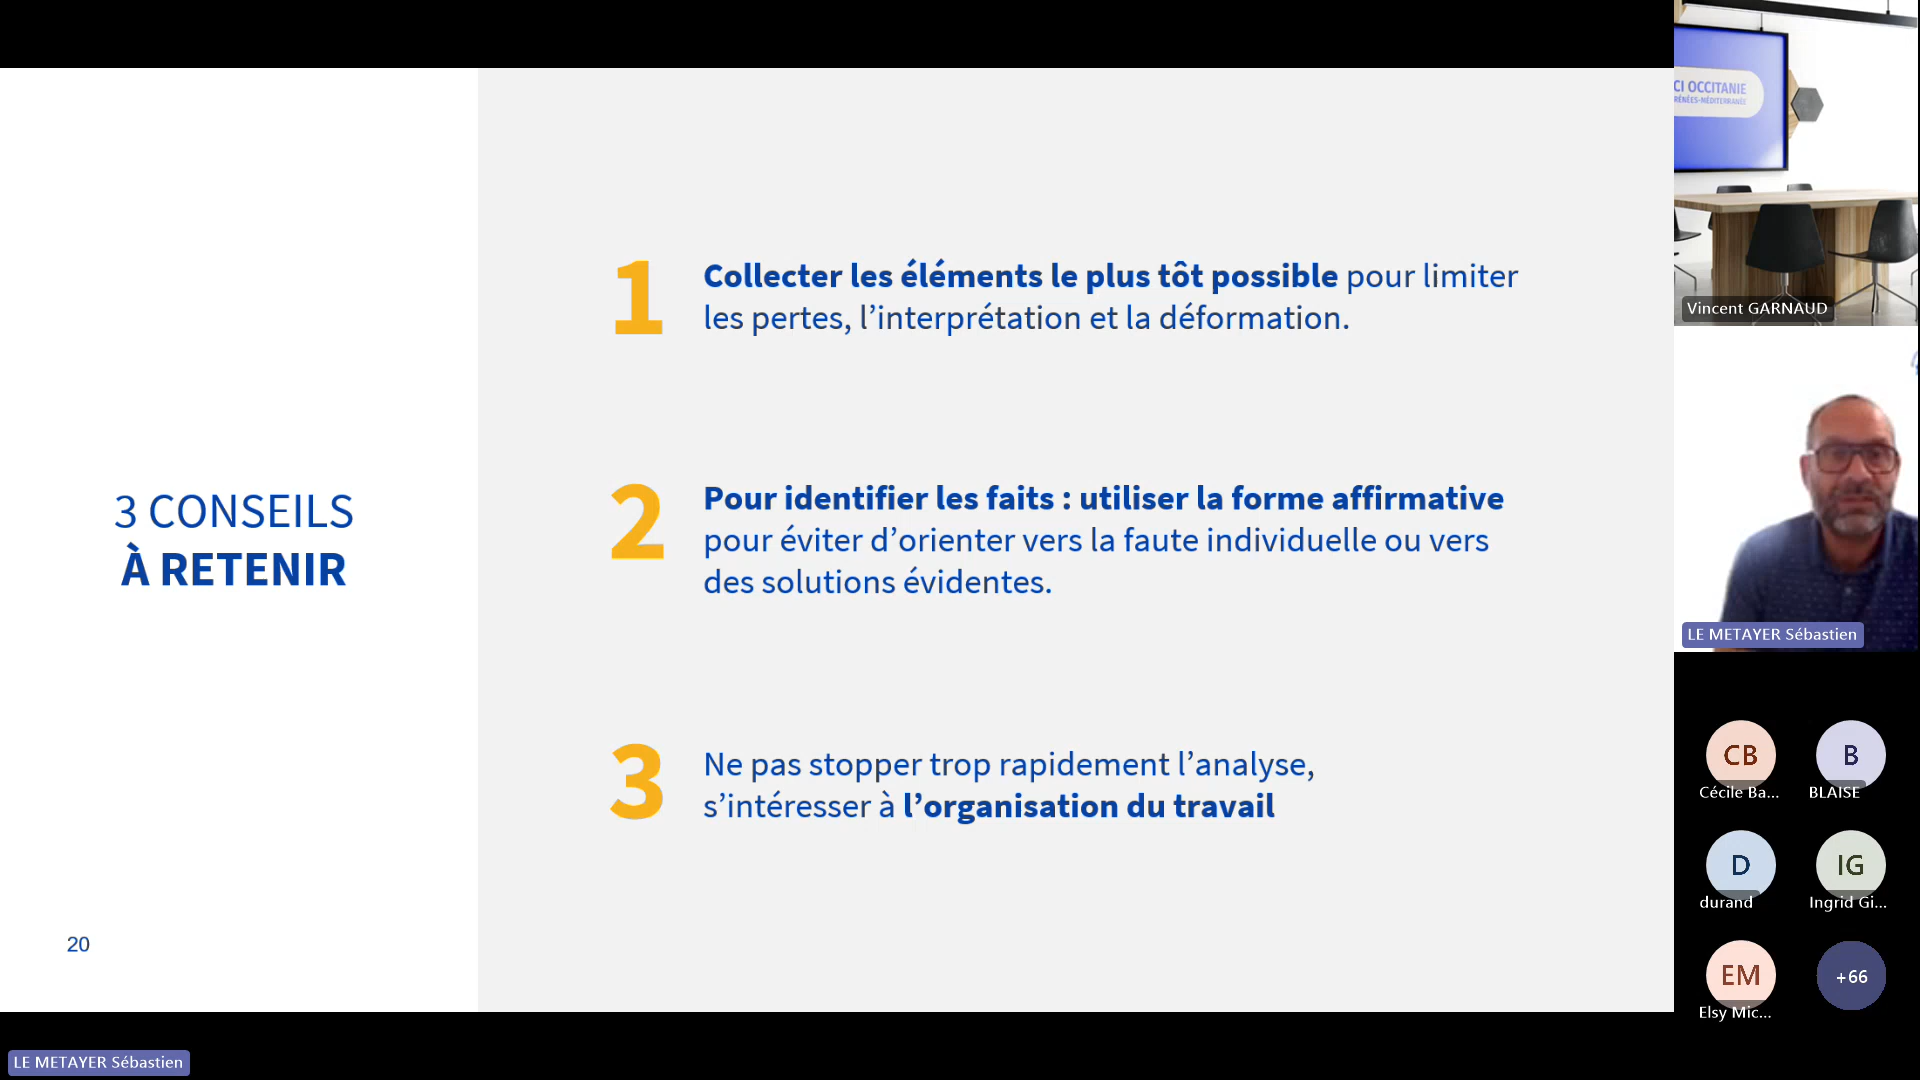 3 CONSEILS
À RETENIR
20
1
Collecter les éléments le plus tôt possible pour limiter
les pertes, l’interprétation et la déformation.
2
Pour identifier les faits : utiliser la forme affirmative
pour éviter d’orienter vers la faute individuelle ou vers
des solutions évidentes.
3
Ne pas stopper trop rapidement l’analyse,
s’intéresser à l’organisation du travail
CI OCCITANIE
RÉNÉES-MÉDITERRANÉE
Vincent GARNAUD
LE METAYER Sébastien
CB
Cécile Ba...
B
BLAISE
D
durand
IG
Ingrid Gi...
EM
Elsy Mic...
+66
LE METAYER Sébastien